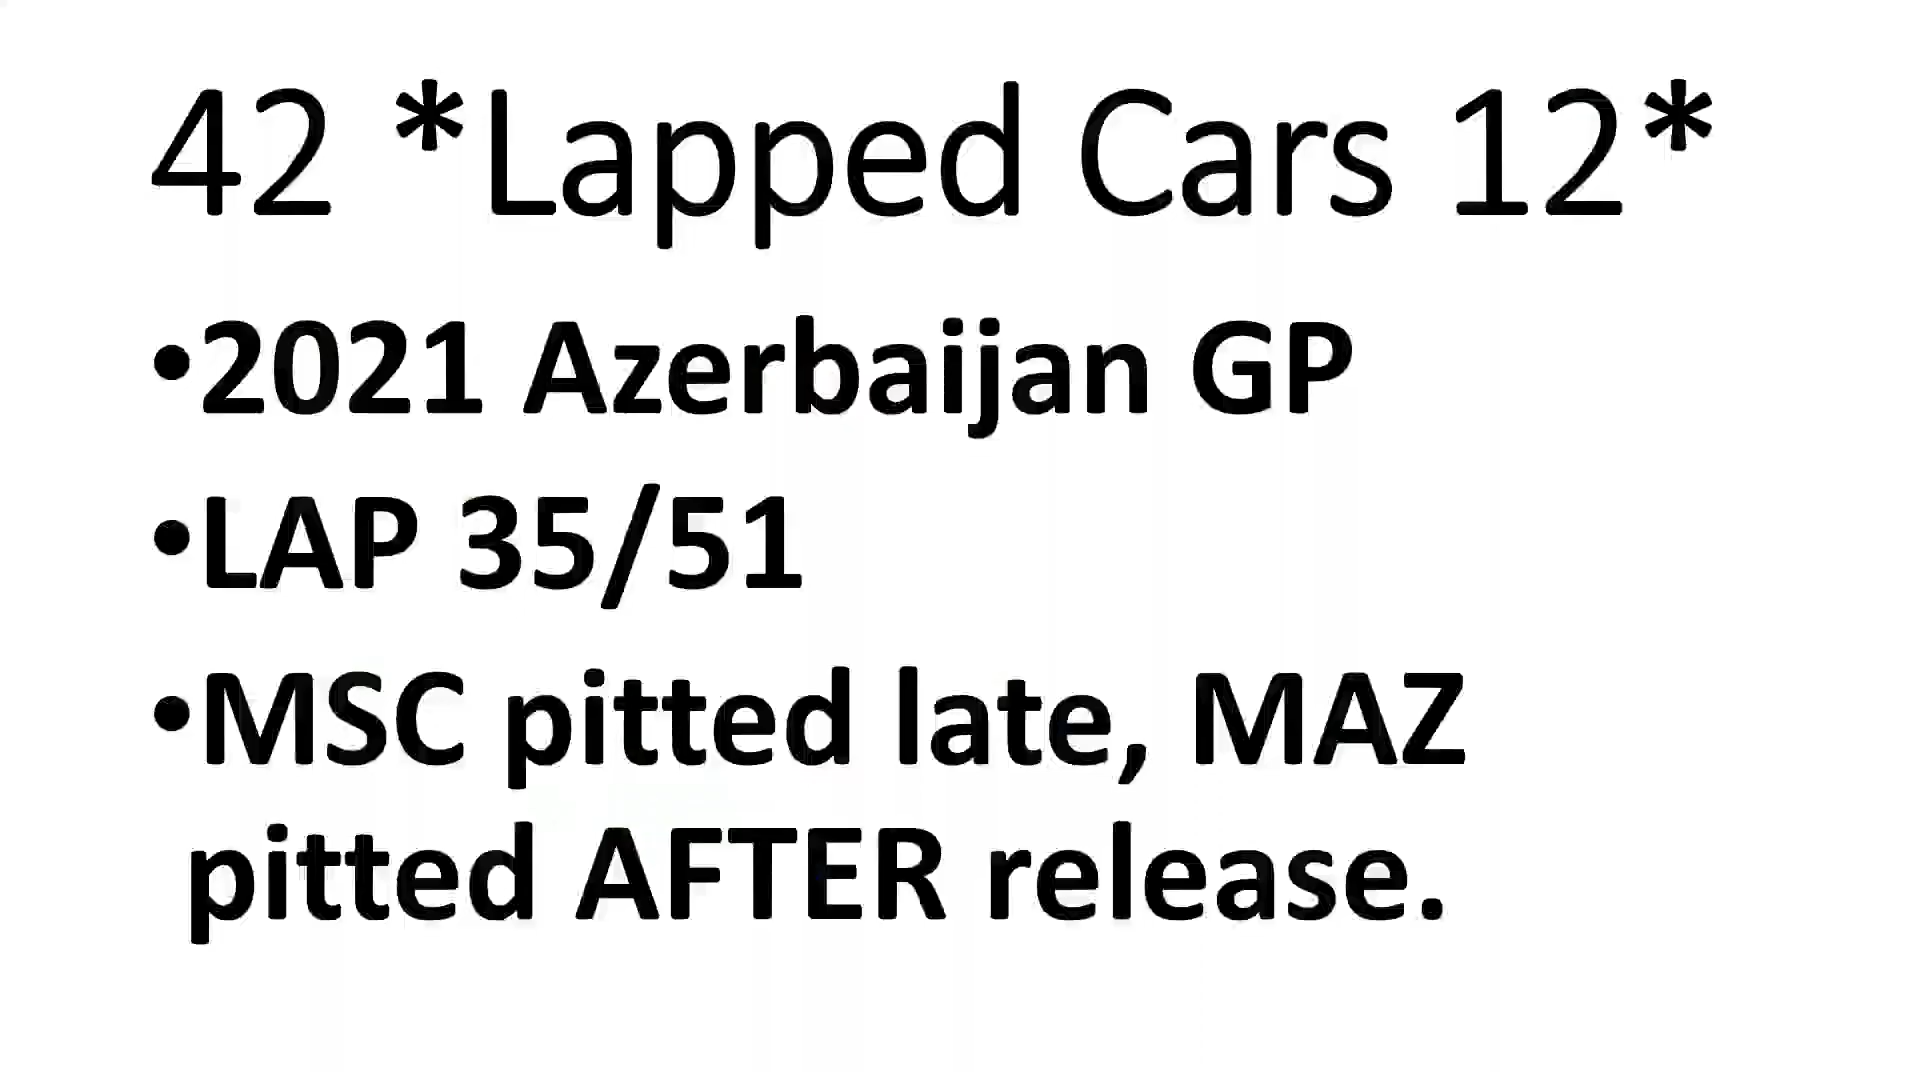 42 *Lapped Cars 12*
•2021 Azerbaijan GP
•LAP 35/51
•MSC pitted late, MAZ
pitted AFTER release.